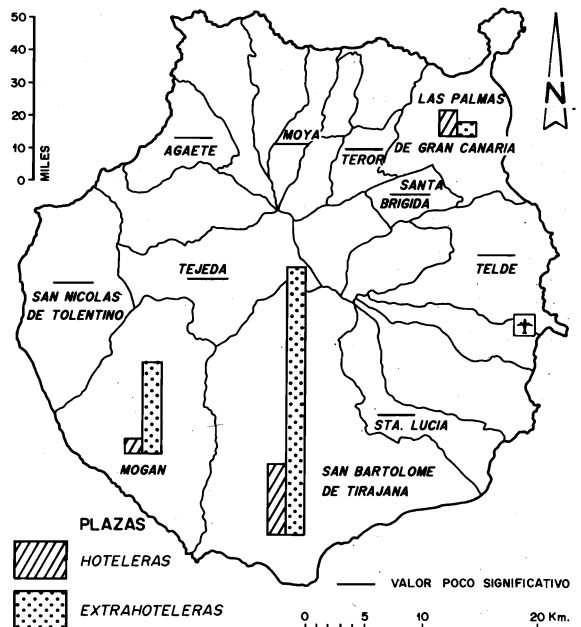 50
40
30
20
10
0
MILES
N
LAS PALMAS
DE GRAN CANARIA
MOYA
AGAETE
TEROR
SANTA
BRIGIDA
TEJEDA
TELDE
SAN NICOLAS
DE TOLENTINO
STA. LUCIA
MOGAN
SAN BARTOLOME
DE TIRAJANA
PLAZAS
HOTELERAS
EXTRAHOTELERAS
VALOR POCO SIGNIFICATIVO
0 5 10 20 Km.